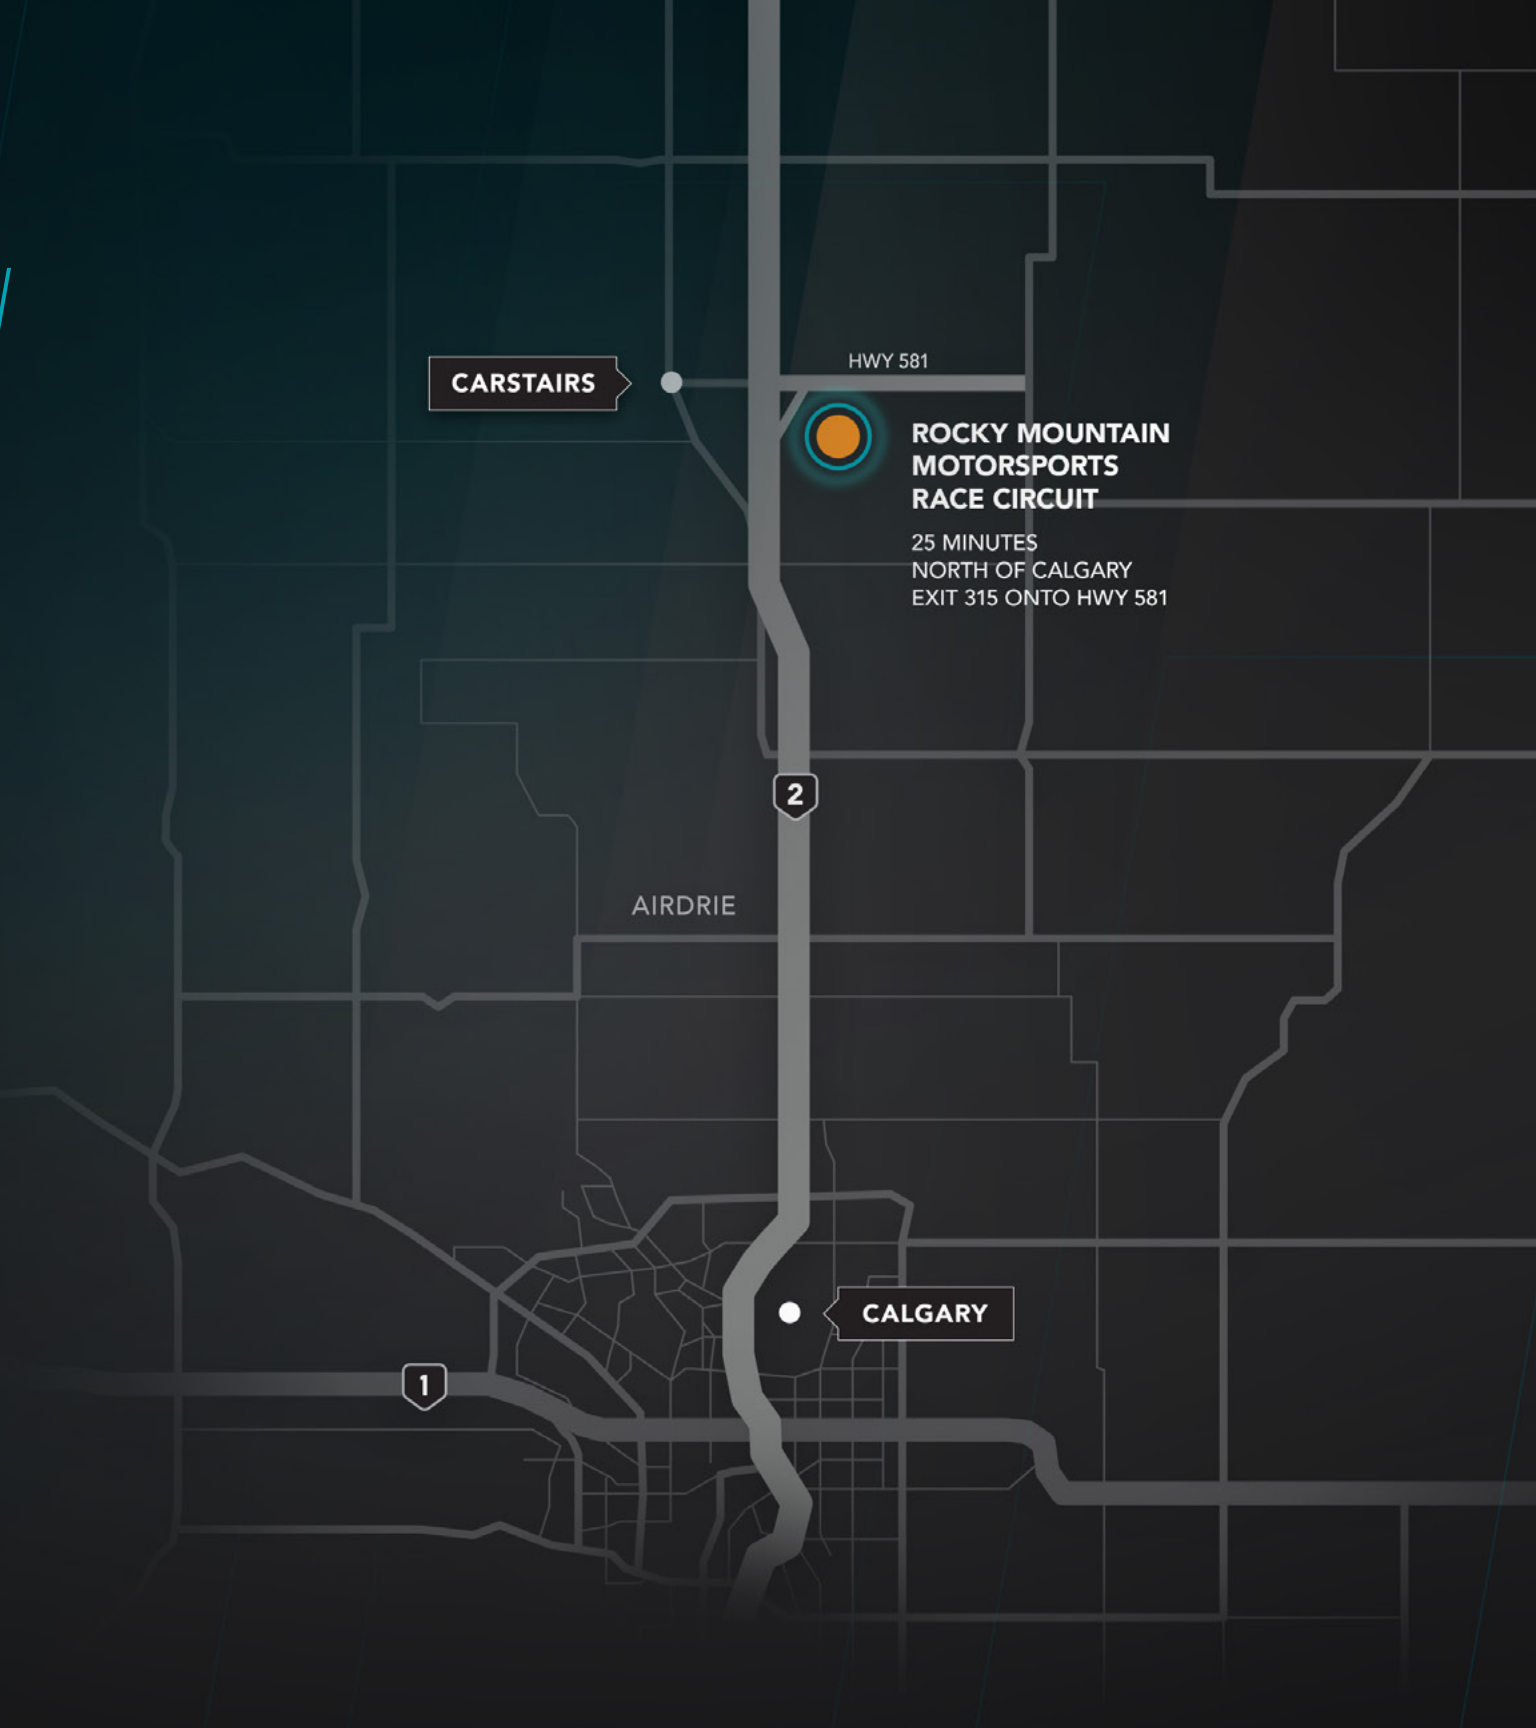 HWY 581
CARSTAIRS
ROCKY MOUNTAIN
MOTORSPORTS
RACE CIRCUIT
25 MINUTES
NORTH OF CALGARY
EXIT 315 ONTO HWY 581
2
AIRDRIE
CALGARY
1